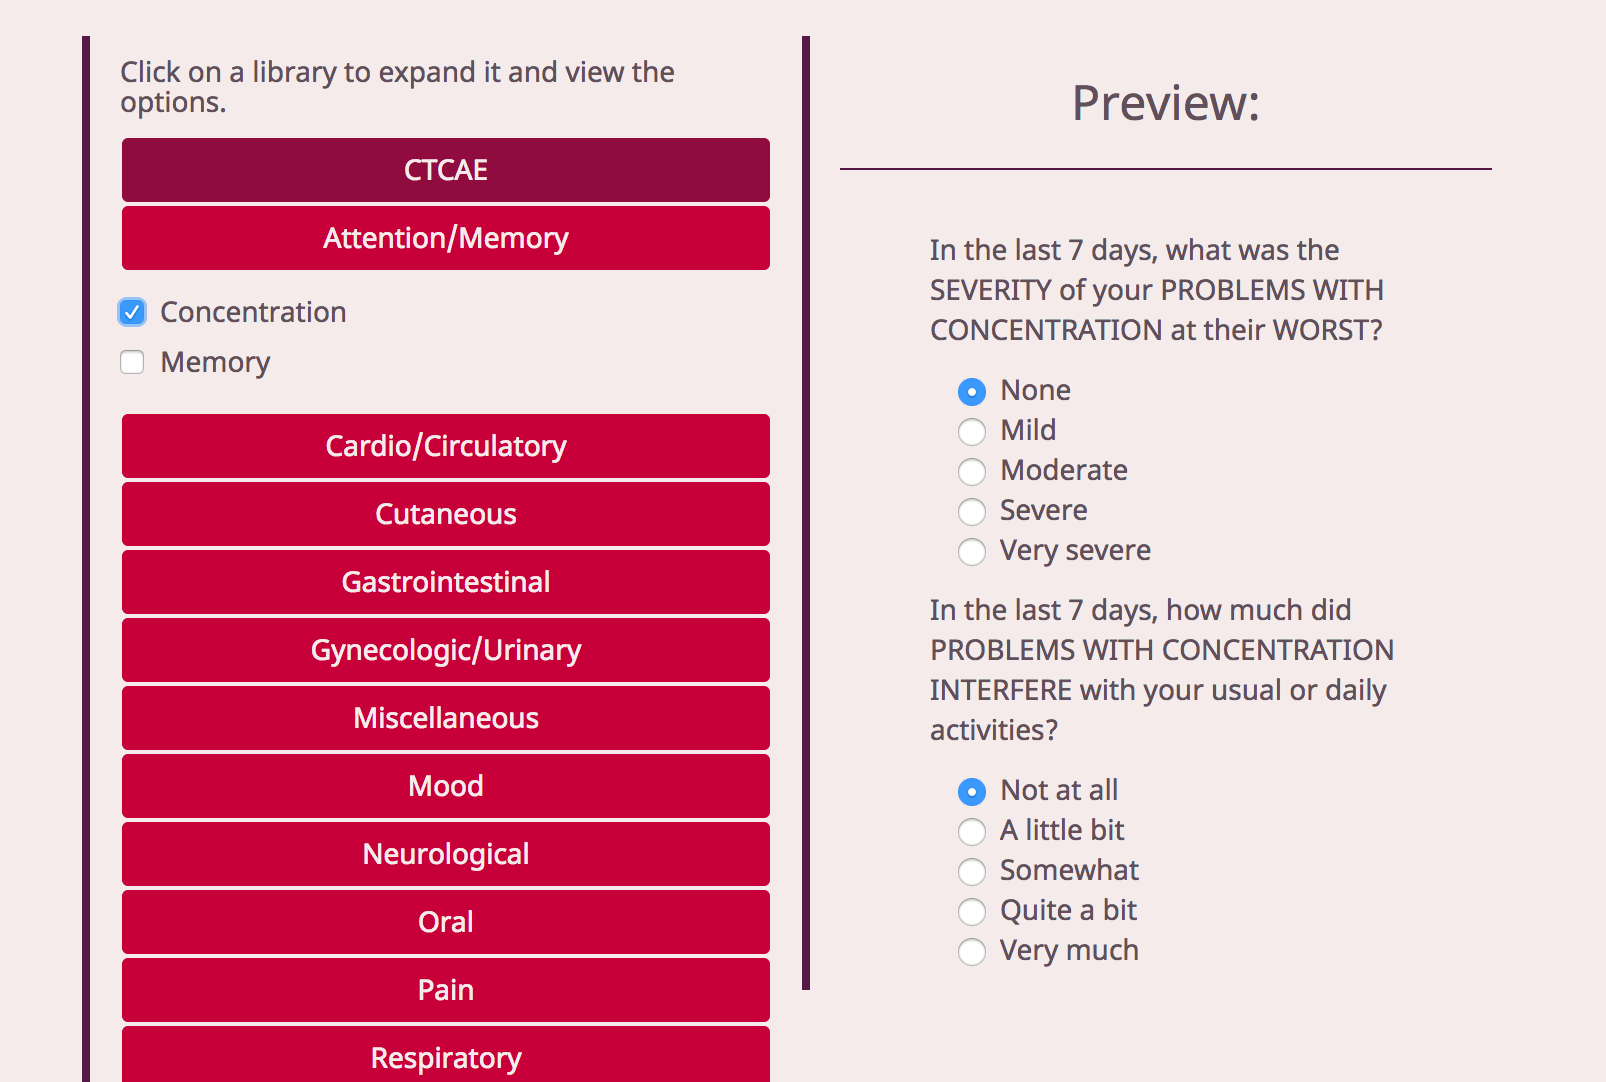 Click on a library to expand it and view the
options.
CTCAE
Attention/Memory
Concentration
Memory
Cardio/Circulatory
Cutaneous
Gastrointestinal
Gynecologic/Urinary
Miscellaneous
Mood
Neurological
Oral
Pain
Respiratory
Preview:
In the last 7 days, what was the
SEVERITY of your PROBLEMS WITH
CONCENTRATION at their WORST?
None
Mild
Moderate
Severe
Very severe
In the last 7 days, how much did
PROBLEMS WITH CONCENTRATION
INTERFERE with your usual or daily
activities?
Not at all
A little bit
Somewhat
Quite a bit
Very much